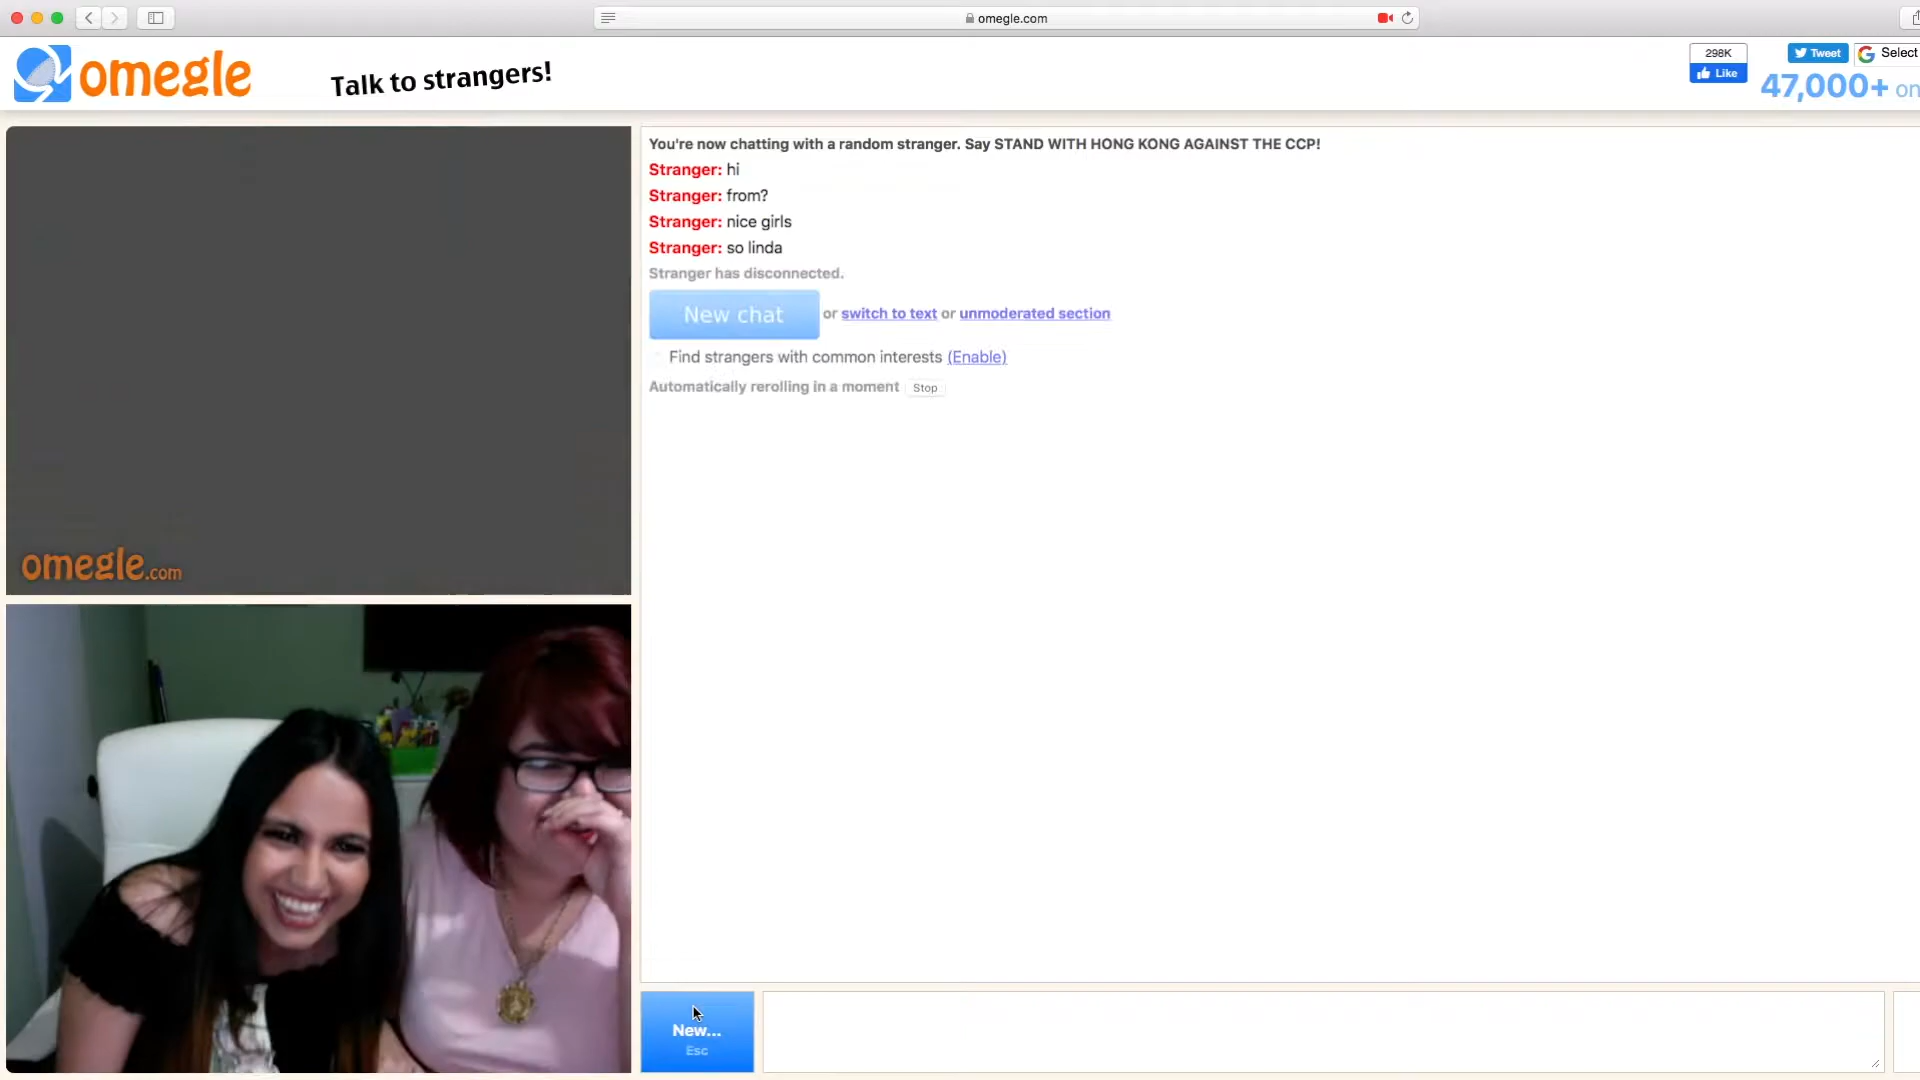 omegle.com
omegle
Talk to strangers!
298K
Like
Tweet
Select
47,000+ on
You're now chatting with a random stranger. Say STAND WITH HONG KONG AGAINST THE CCP!
Stranger: hi
Stranger: from?
Stranger: nice girls
Stranger: so linda
Stranger has disconnected.
New chat or switch to text or unmoderated section
Find strangers with common interests (Enable)
Automatically rerolling in a moment Stop
omegle.com
New...
Esc